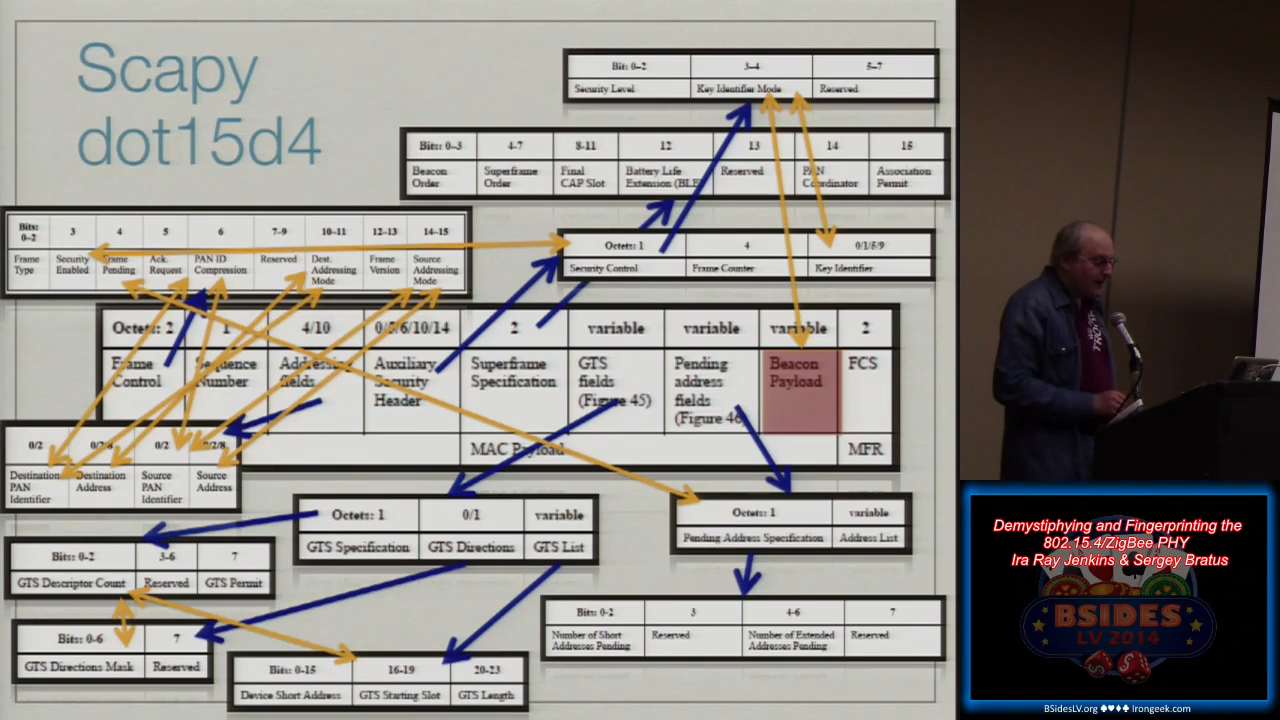 Scapy
dot15d4
Bit: 0–2 3–4 5–7
Security Level Key Identifier Mode Reserved
Bits: 0–3 4-7 8-11 12 13 14 15
Beacon Order Superframe Order Final CAP Slot Battery Life Extension (BLE Reserved PAN Coordinator Association Permit
Bits: 0–2 3 4 5 6 7–9 10–11 12–13 14–15
Frame Type Security Enabled Frame Pending Ack. Request PAN ID Compression Reserved Dest. Addressing Mode Frame Version Source Addressing Mode
Octets: 1 4 0/1/5/9
Security Control Frame Counter Key Identifier
Octets: 2 1 4/10 0/5/6/10/14 2 variable variable variable 2
Frame Control Sequence Number Addressing fields Auxiliary Security Header Superframe Specification GTS fields (Figure 45) Pending address fields (Figure 46) Beacon Payload FCS
MAC Payload MFR
0/2 0/2/8 0/2 0/2/8
Destination PAN Identifier Destination Address Source PAN Identifier Source Address
Octets: 1 0/1 variable
GTS Specification GTS Directions GTS List
Octets: 1 variable
Pending Address Specification Address List
Bits: 0-2 3-6 7
GTS Descriptor Count Reserved GTS Permit
Bits: 0-6 7
GTS Directions Mask Reserved
Bits: 0-15 16-19 20-23
Device Short Address GTS Starting Slot GTS Length
Bits: 0-2 3 4-6 7
Number of Short Addresses Pending Reserved Number of Extended Addresses Pending Reserved
Demystiphying and Fingerprinting the
802.15.4/ZigBee PHY
Ira Ray Jenkins & Sergey Bratus
BSIDES
LV 2014
BSidesLV.org ♠♥♦♣ Irongeek.com